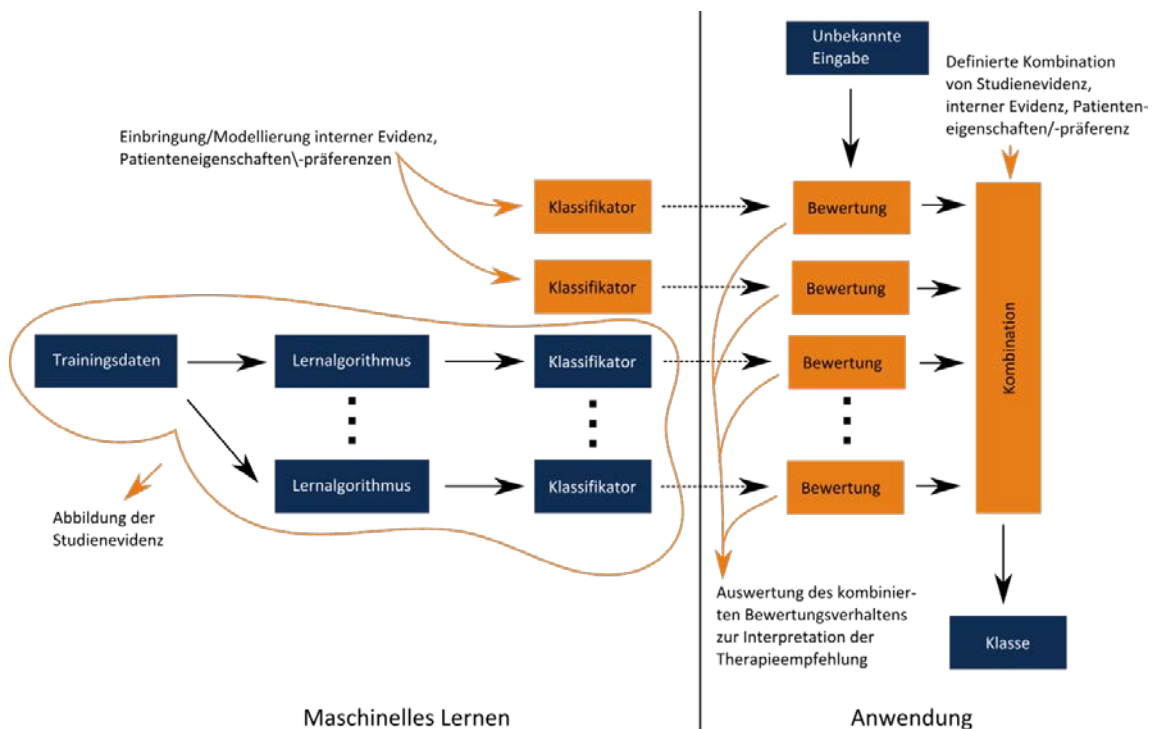 Unbekannte
Eingabe
Definierte Kombination
von Studienevidenz,
interner Evidenz, Patienten-
eigenschaften/-präferenz
Einbringung/Modellierung interner Evidenz,
Patienteneigenschaften\-präferenzen
Klassifikator
Bewertung
Klassifikator
Bewertung
Trainingsdaten
Lernalgorithmus
Klassifikator
Bewertung
Kombination
Lernalgorithmus
Klassifikator
Bewertung
Abbildung der
Studienevidenz
Auswertung des kombinier-
ten Bewertungsverhaltens
zur Interpretation der
Therapieempfehlung
Klasse
Maschinelles Lernen
Anwendung